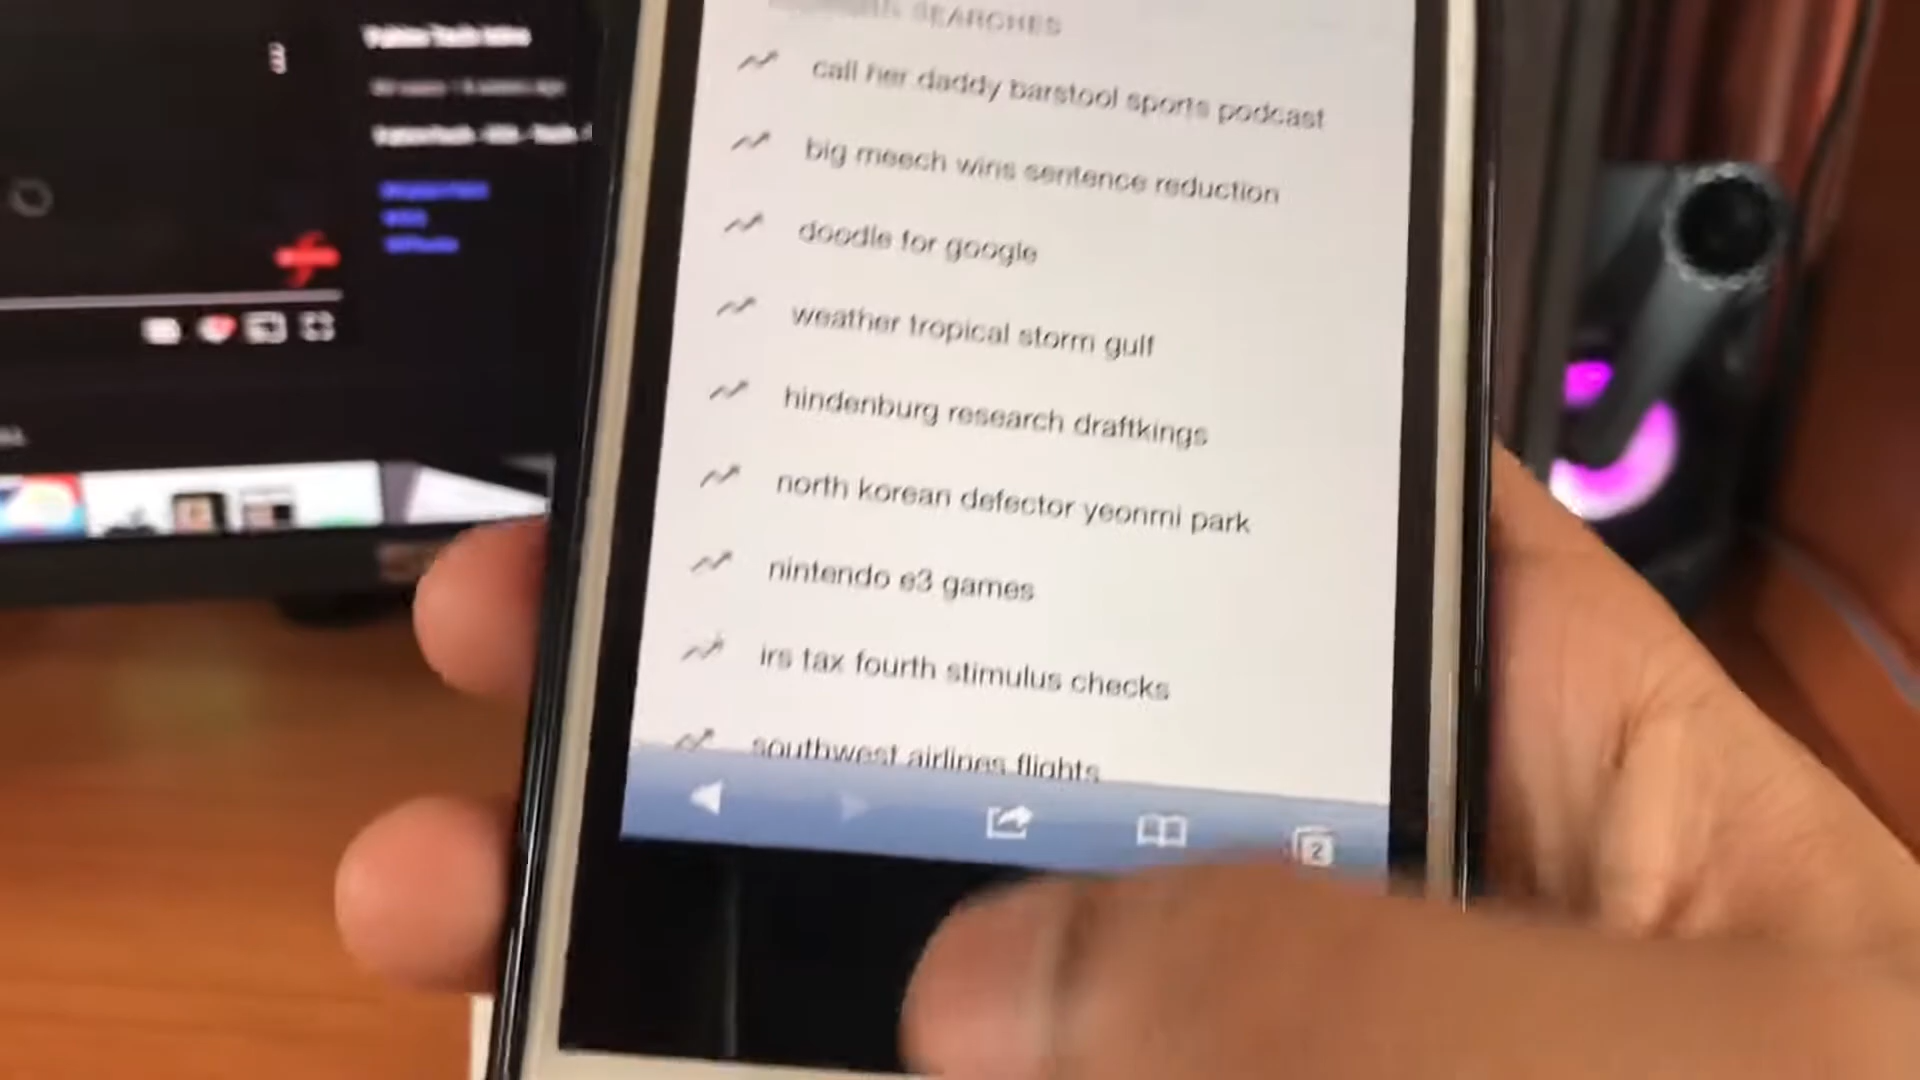 SEARCHES
call her daddy barstool sports podcast
big meech wins sentence reduction
doodle for google
weather tropical storm gulf
hindenburg research draftkings
north korean defector yeonmi park
nintendo e3 games
irs tax fourth stimulus checks
southwest airlines flights
2